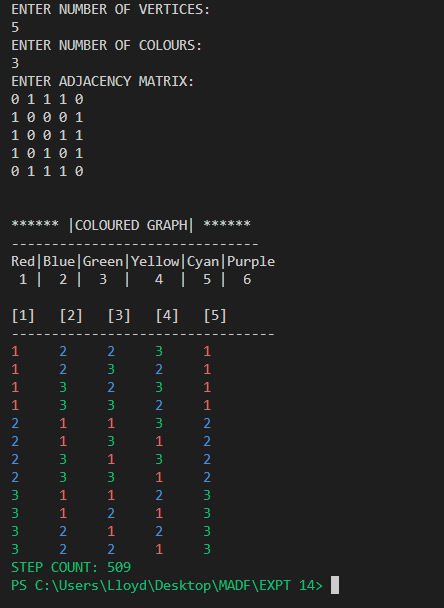 ENTER NUMBER OF VERTICES:
5
ENTER NUMBER OF COLOURS:
3
ENTER ADJACENCY MATRIX:
0 1 1 1 0
1 0 0 0 1
1 0 0 1 1
1 0 1 0 1
0 1 1 1 0
****** |COLOURED GRAPH| ******
-------------------------------
Red|Blue|Green|Yellow|Cyan|Purple
1 | 2 | 3 | 4 | 5 | 6
[1] [2] [3] [4] [5]
---------------------------------
1 2 2 3 1
1 2 3 2 1
1 3 2 3 1
1 3 3 2 1
2 1 1 3 2
2 1 3 1 2
2 3 1 3 2
2 3 3 1 2
3 1 1 2 3
3 1 2 1 3
3 2 1 2 3
3 2 2 1 3
STEP COUNT: 509
PS C:\Users\Lloyd\Desktop\MADF\EXPT 14>